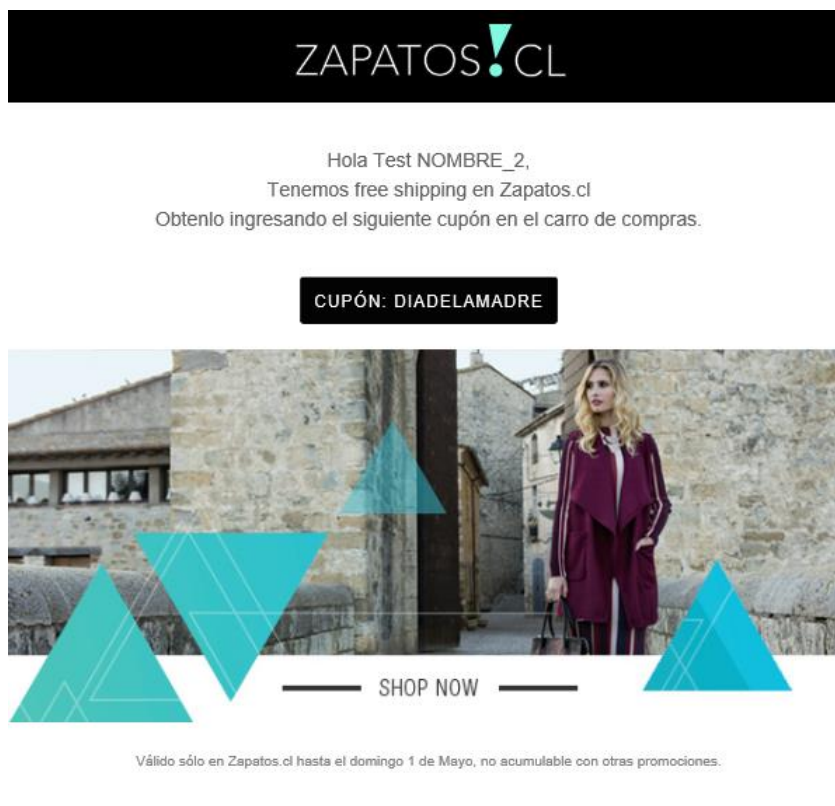 ZAPATOS!CL
Hola Test NOMBRE_2,
Tenemos free shipping en Zapatos.cl
Obtenlo ingresando el siguiente cupón en el carro de compras.
CUPÓN: DIADELAMADRE
SHOP NOW
Válido sólo en Zapatos.cl hasta el domingo 1 de Mayo, no acumulable con otras promociones.